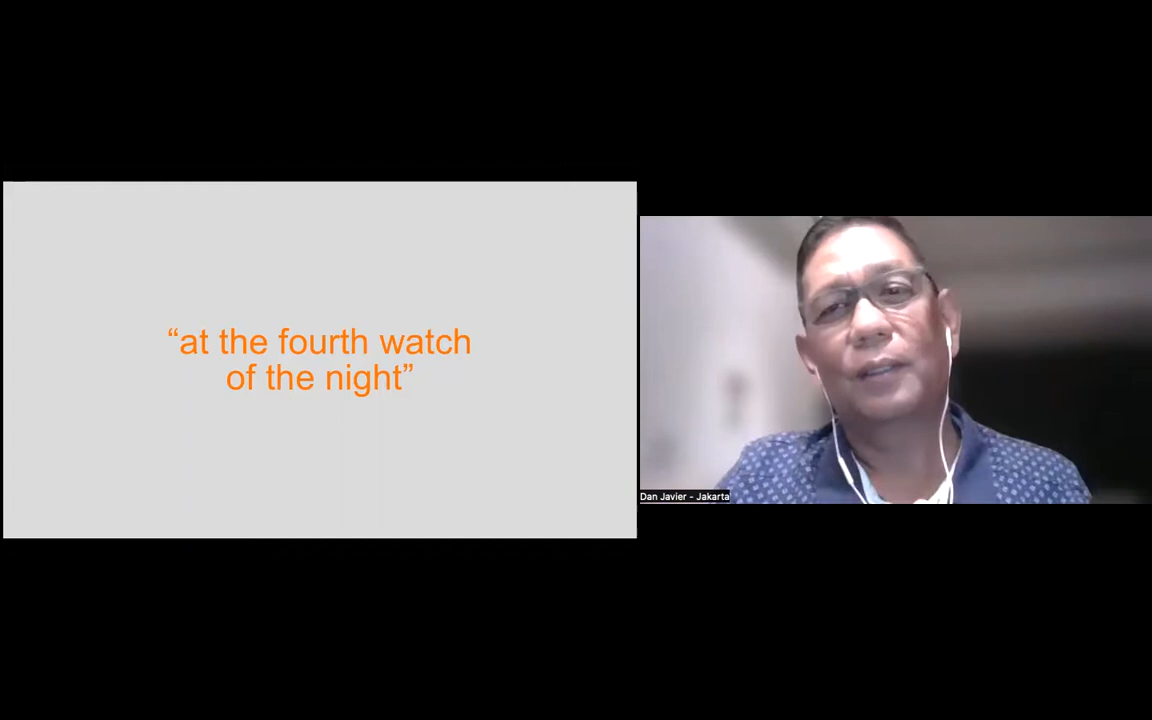 “at the fourth watch
of the night”
Dan Javier - Jakarta